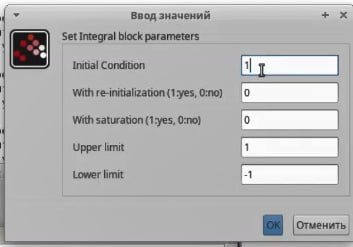 Ввод значений
Set Integral block parameters
Initial Condition 1
With re-initialization (1:yes, 0:no) 0
With saturation (1:yes, 0:no) 0
Upper limit 1
Lower limit -1
OK Отменить